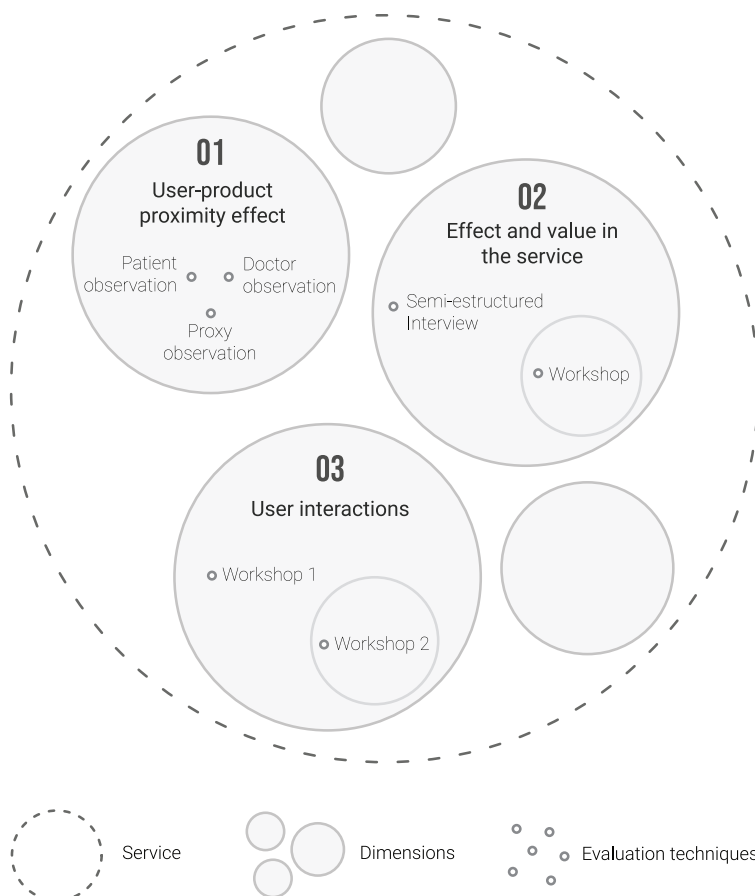 01
User-product
proximity effect
Patient
observation
Doctor
observation
Proxy
observation
02
Effect and value in
the service
Semi-estructured
Interview
Workshop
03
User interactions
Workshop 1
Workshop 2
Service
Dimensions
Evaluation techniques